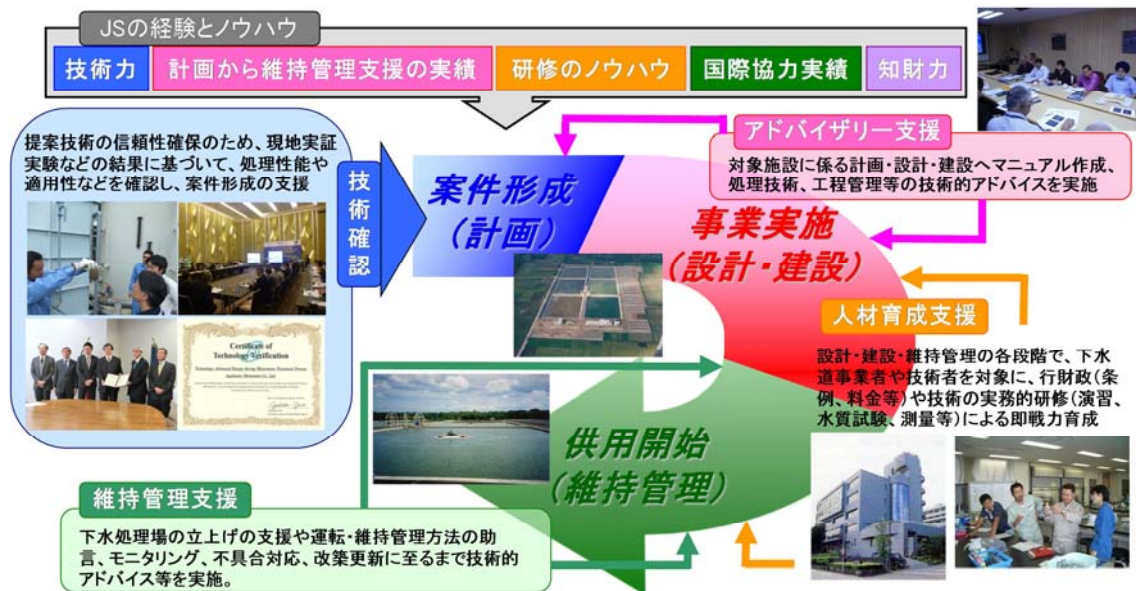 JSの経験とノウハウ
技術力
計画から維持管理支援の実績
研修のノウハウ
国際協力実績
知財力
提案技術の信頼性確保のため、現地実証
実験などの結果に基づいて、処理性能や
適用性などを確認し、案件形成の支援
技術確認
案件形成
（計画）
アドバイザリー支援
対象施設に係る計画・設計・建設へマニュアル作成、
処理技術、工程管理等の技術的アドバイスを実施
事業実施
（設計・建設）
人材育成支援
設計・建設・維持管理の各段階で、下水
道事業者や技術者を対象に、行財政（条
例、料金等）や技術の実務的研修（演習、
水質試験、測量等）による即戦力育成
Certificate of
Technology Verification
供用開始
（維持管理）
維持管理支援
下水処理場の立上げの支援や運転・維持管理方法の助
言、モニタリング、不具合対応、改築更新に至るまで技術的
アドバイス等を実施。